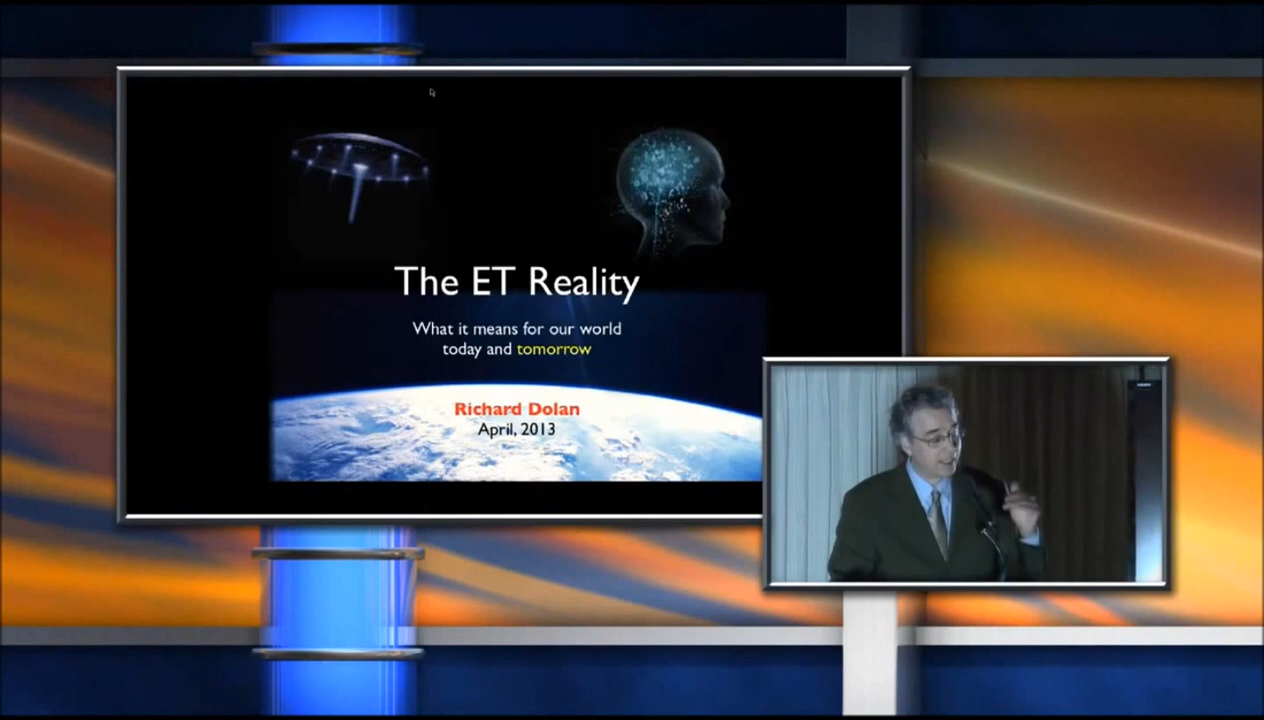 The ET Reality
What it means for our world
today and tomorrow
Richard Dolan
April, 2013